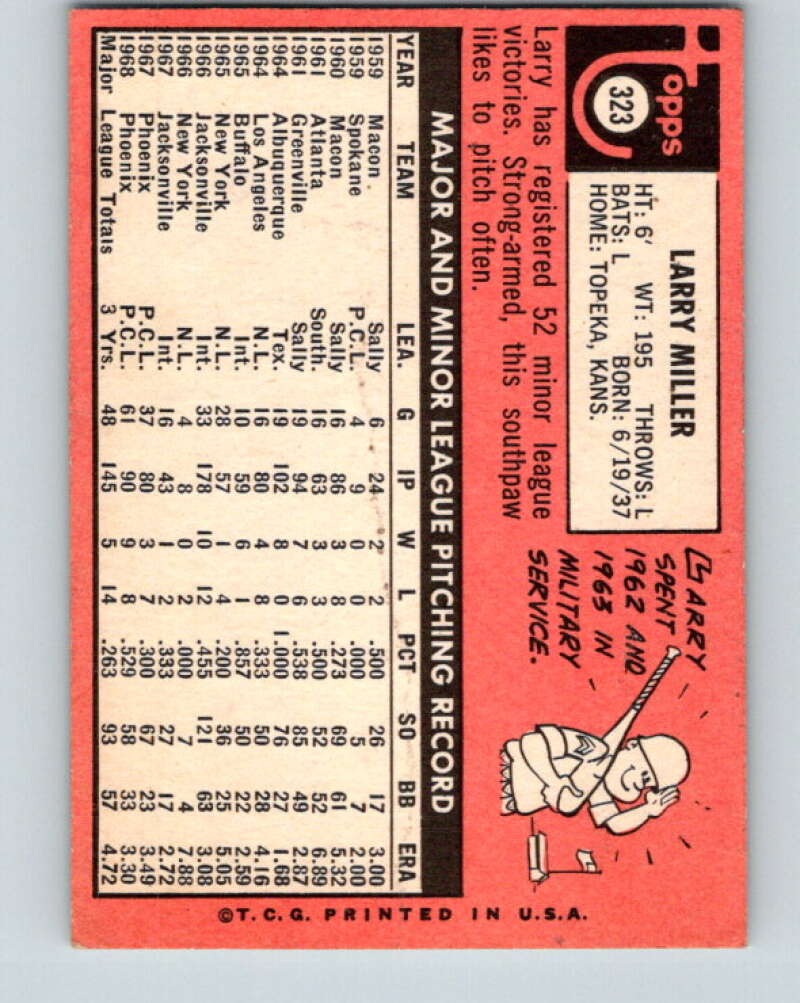 Topps
323
LARRY MILLER
HT: 6' WT: 195 THROWS: L
BATS: L BORN: 6/19/37
HOME: TOPEKA, KANS.
Larry has registered 52 minor league
victories. Strong-armed, this southpaw
likes to pitch often.
LARRY
SPENT
1962 AND
1963 IN
MILITARY
SERVICE.
MAJOR AND MINOR LEAGUE PITCHING RECORD
YEAR TEAM LEA. G IP W L PCT SO BB ERA
1959 Macon Sally 6 24 2 2 .500 26 17 3.00
1959 Spokane P.C.L. 4 9 0 0 .000 5 7 2.00
1960 Macon Sally 16 86 3 8 .273 69 61 5.32
1961 Atlanta South. 16 63 3 3 .500 52 52 6.89
1961 Greenville Sally 19 94 7 6 .538 85 49 2.87
1964 Albuquerque Tex. 19 102 8 0 1.000 76 27 1.68
1964 Los Angeles N.L. 16 80 4 8 .333 50 28 4.16
1965 Buffalo Int. 10 59 6 1 .857 50 22 2.59
1965 New York N.L. 28 57 1 4 .200 36 25 5.05
1966 Jacksonville Int. 33 178 10 12 .455 121 63 3.08
1966 New York N.L. 4 8 0 2 .000 7 4 7.88
1967 Jacksonville Int. 16 43 1 2 .333 27 17 2.72
1967 Phoenix P.C.L. 37 80 3 7 .300 67 23 3.49
1968 Phoenix P.C.L. 61 90 9 8 .529 58 33 3.30
Major League Totals 3 Yrs. 48 145 5 14 .263 93 57 4.72
©T.C.G. PRINTED IN U.S.A.